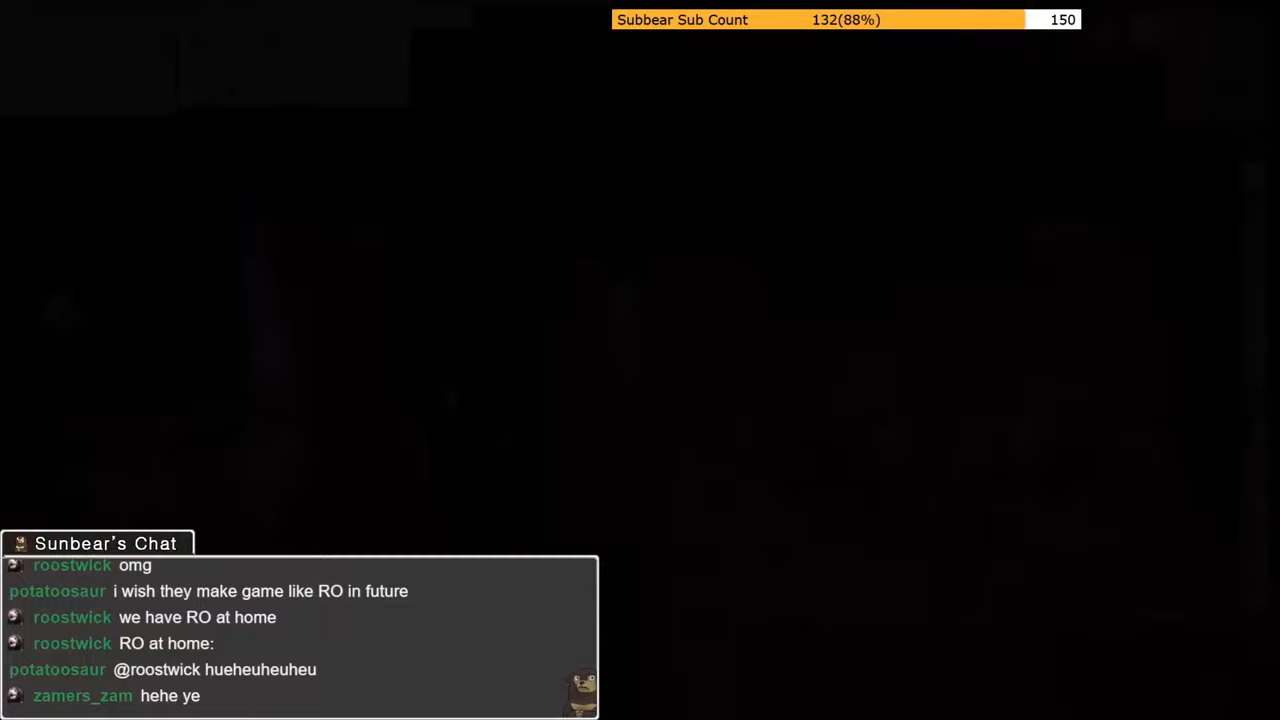 Subbear Sub Count 132(88%) 150
Sunbear's Chat
roostwick omg
potatoosaur i wish they make game like RO in future
roostwick we have RO at home
roostwick RO at home:
potatoosaur @roostwick hueheuheuheu
zamers_zam hehe ye